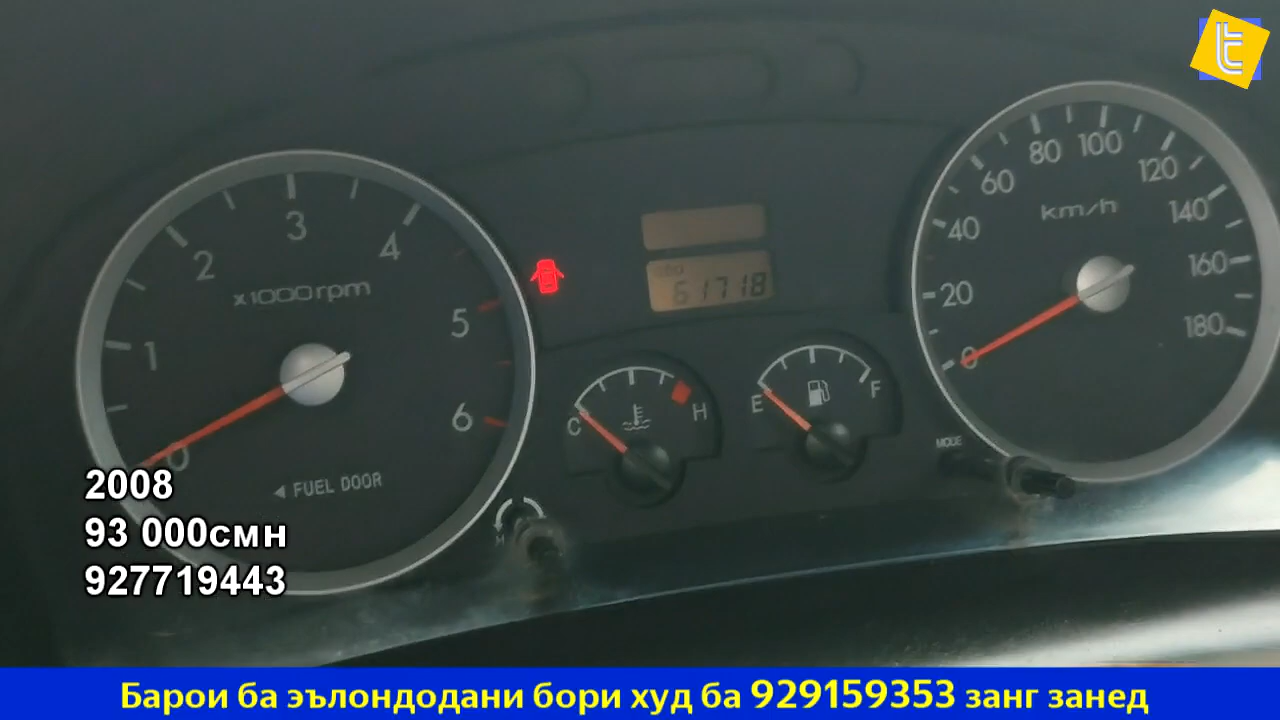 80 100
60 120
km/h
40 140
20 160
0 180
3
2 4
x1000rpm
1 5
0 6
◀ FUEL DOOR
61718
C H
E F
MODE
2008
93 000смн
927719443
Барои ба эълондодани бори худ ба 929159353 занг занед